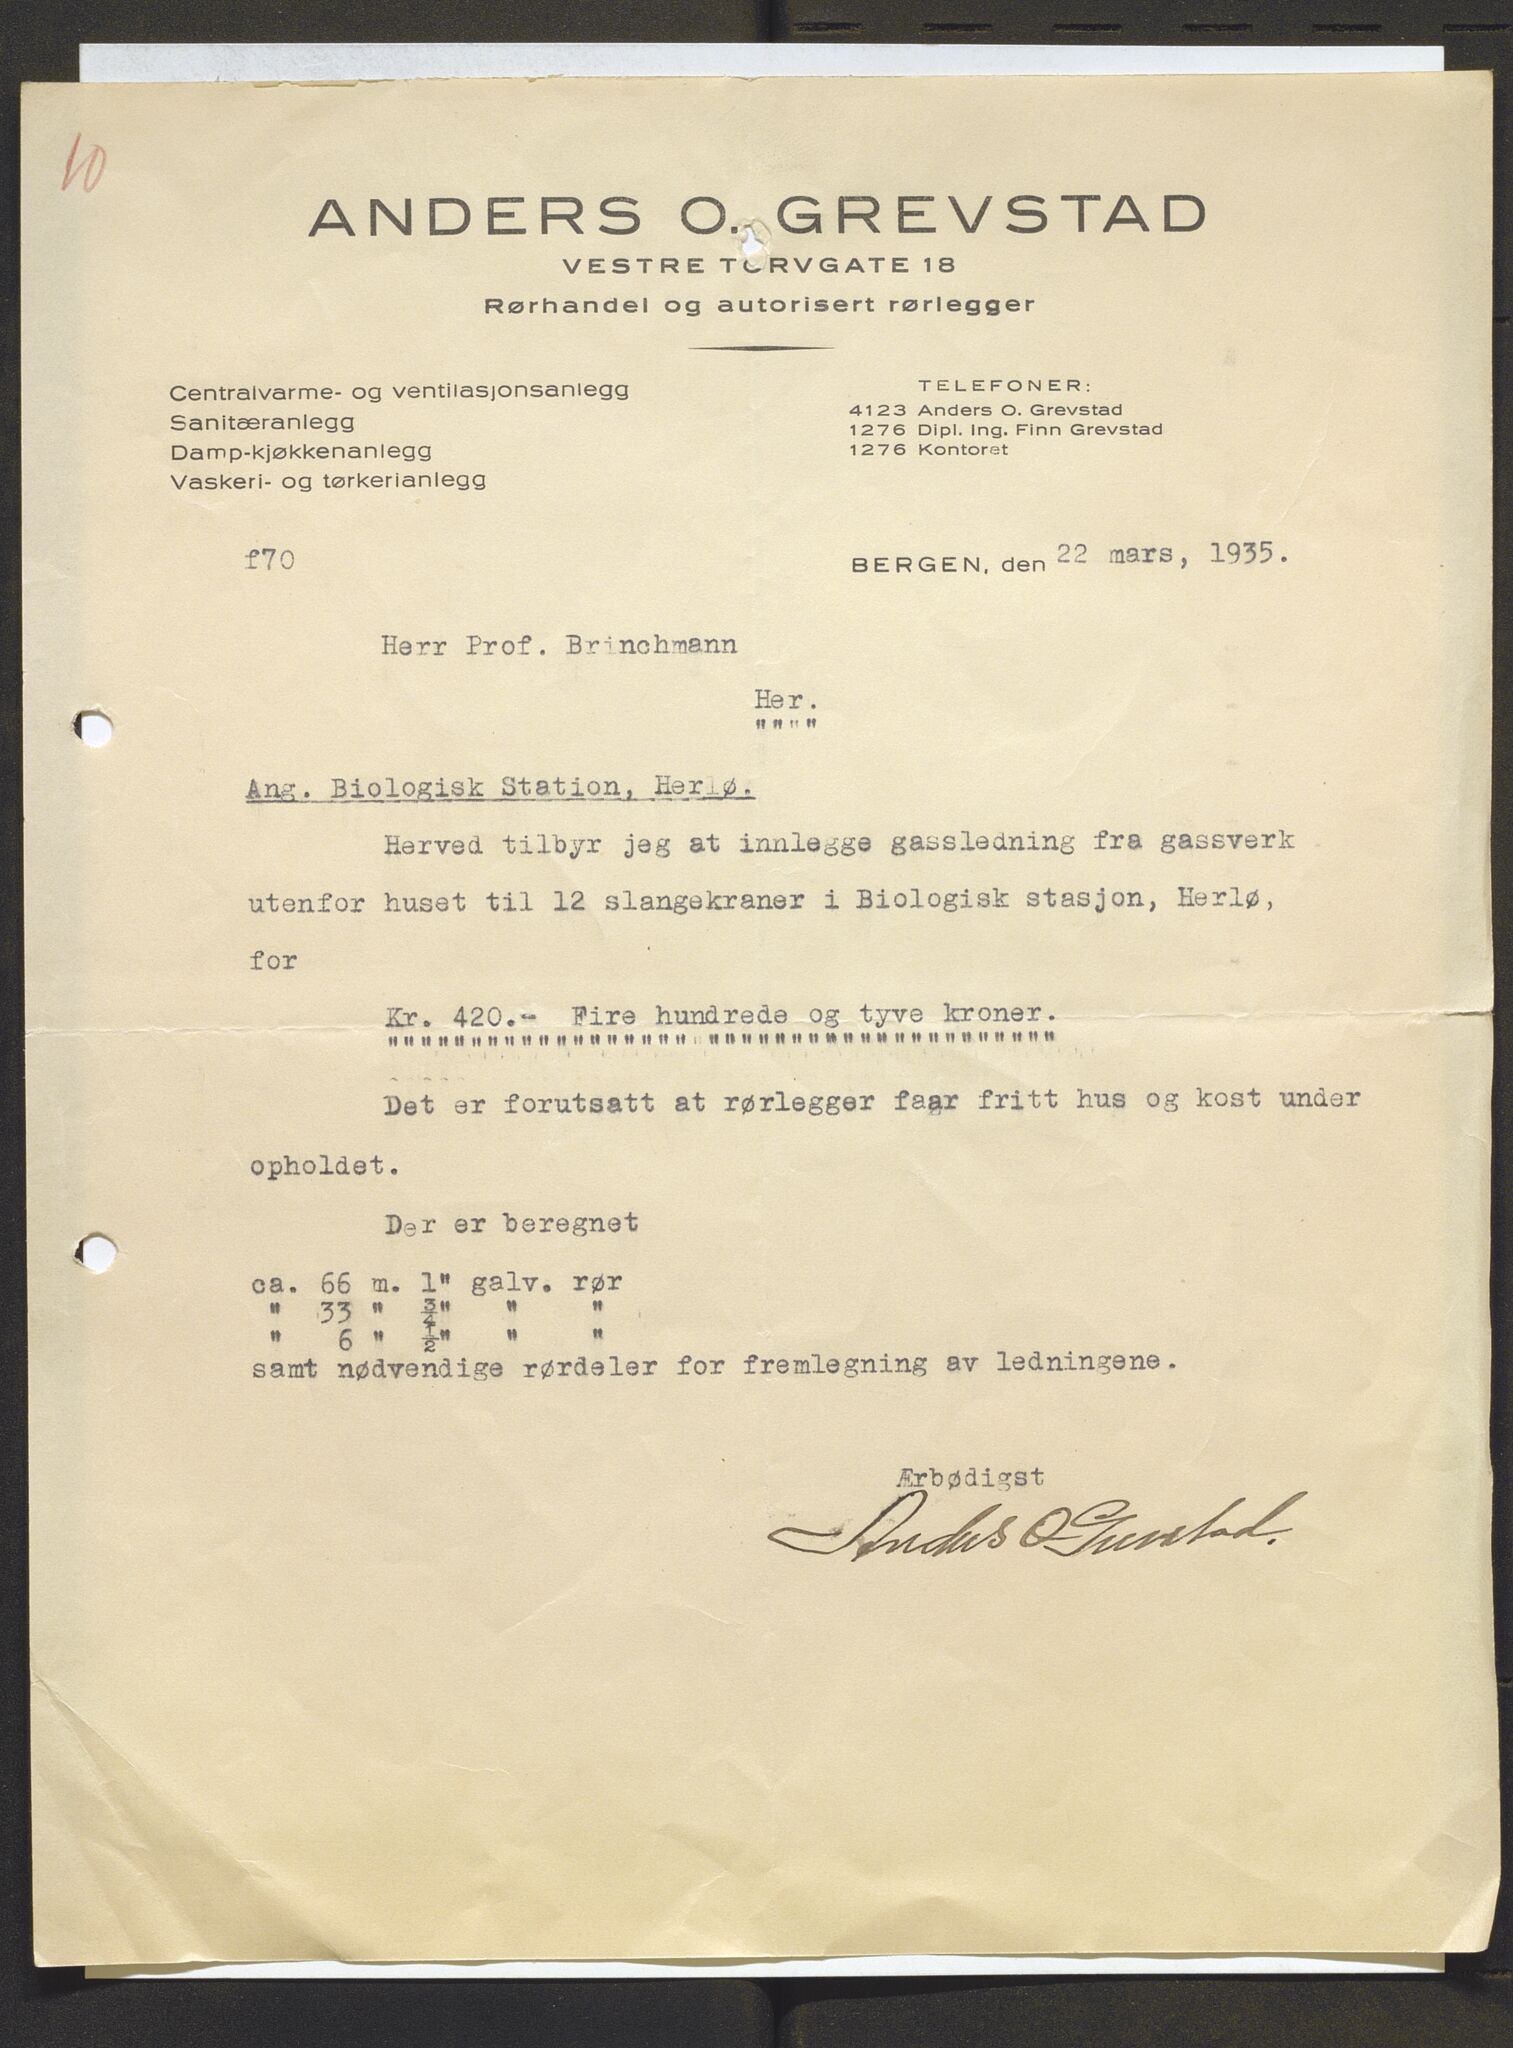 10
ANDERS O. GREVSTAD
VESTRE TORVGATE 18
Rørhandel og autorisert rørlegger
Centralvarme- og ventilasjonsanlegg
Sanitæranlegg
Damp-kjøkkenanlegg
Vaskeri- og tørkerianlegg
TELEFONER:
4123 Anders O. Grevstad
1276 Dipl. Ing. Finn Grevstad
1276 Kontoret
f70
BERGEN, den 22 mars, 1935.
Herr Prof. Brinchmann
Her.
""""
Ang. Biologisk Station, Herlø.
Herved tilbyr jeg at innlegge gassledning fra gassverk
utenfor huset til 12 slangekraner i Biologisk stasjon, Herlø,
for
Kr. 420.- Fire hundrede og tyve kroner.
""""""""""""""""""""""""""""""""""""""""
Det er forutsatt at rørlegger faar fritt hus og kost under
opholdet.
Der er beregnet
ca. 66 m. 1" galv. rør
" 33 " 3/4" " "
" 6 " 1/2" " "
samt nødvendige rørdeler for fremlegning av ledningene.
Ærbødigst
Anders O Grevstad.